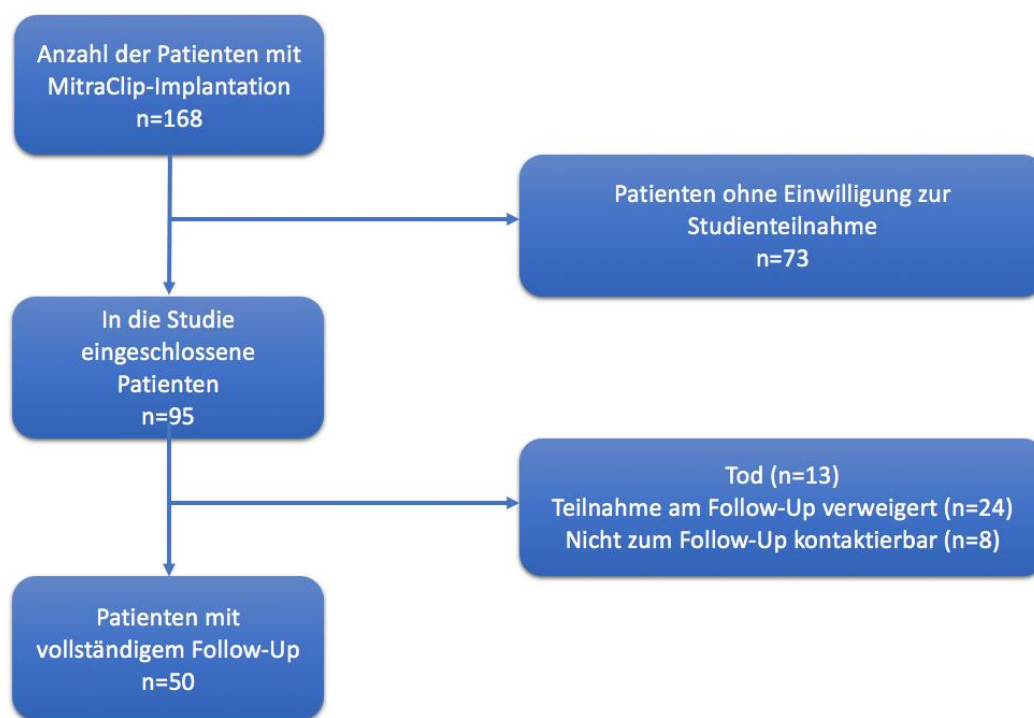 Anzahl der Patienten mit
MitraClip-Implantation
n=168
Patienten ohne Einwilligung zur
Studienteilnahme
n=73
In die Studie
eingeschlossene
Patienten
n=95
Tod (n=13)
Teilnahme am Follow-Up verweigert (n=24)
Nicht zum Follow-Up kontaktierbar (n=8)
Patienten mit
vollständigem Follow-Up
n=50